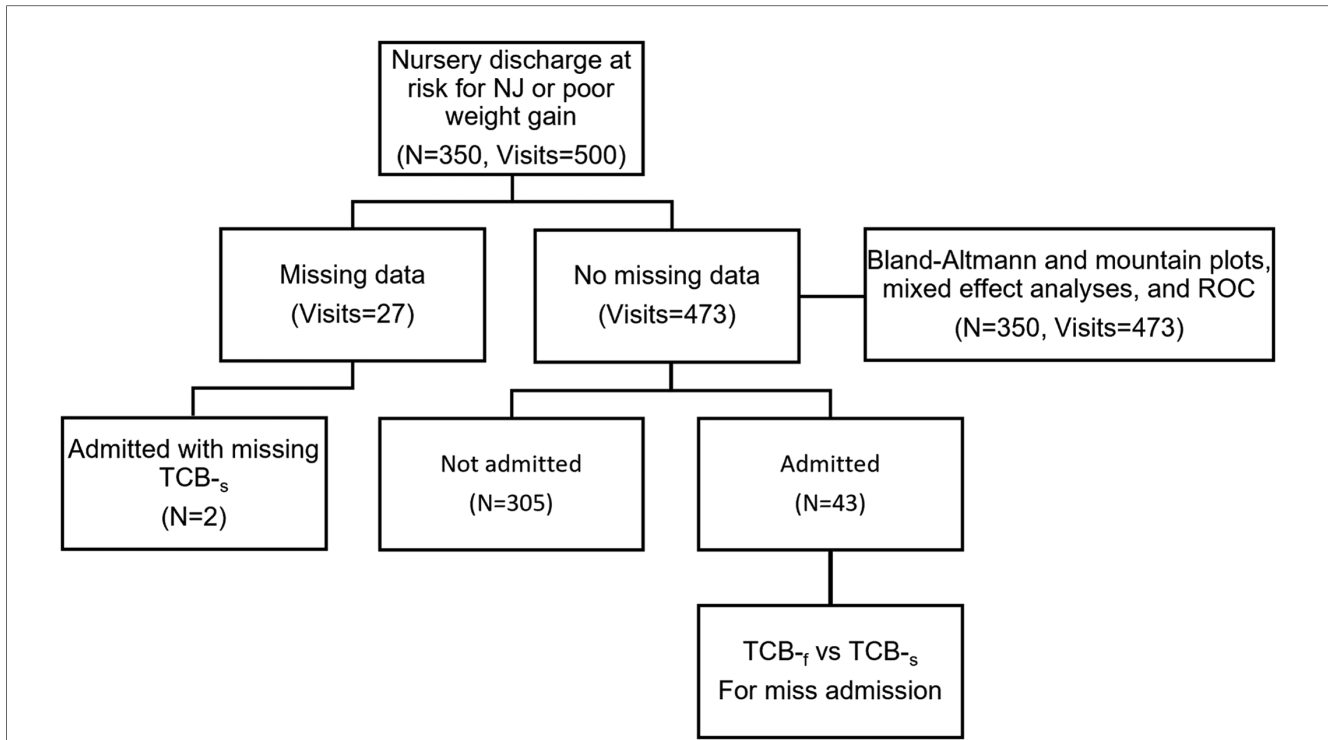 Nursery discharge at
risk for NJ or poor
weight gain
(N=350, Visits=500)
Missing data
(Visits=27)
No missing data
(Visits=473)
Bland-Altmann and mountain plots,
mixed effect analyses, and ROC
(N=350, Visits=473)
Admitted with missing
TCB-s
(N=2)
Not admitted
(N=305)
Admitted
(N=43)
TCB-f vs TCB-s
For miss admission